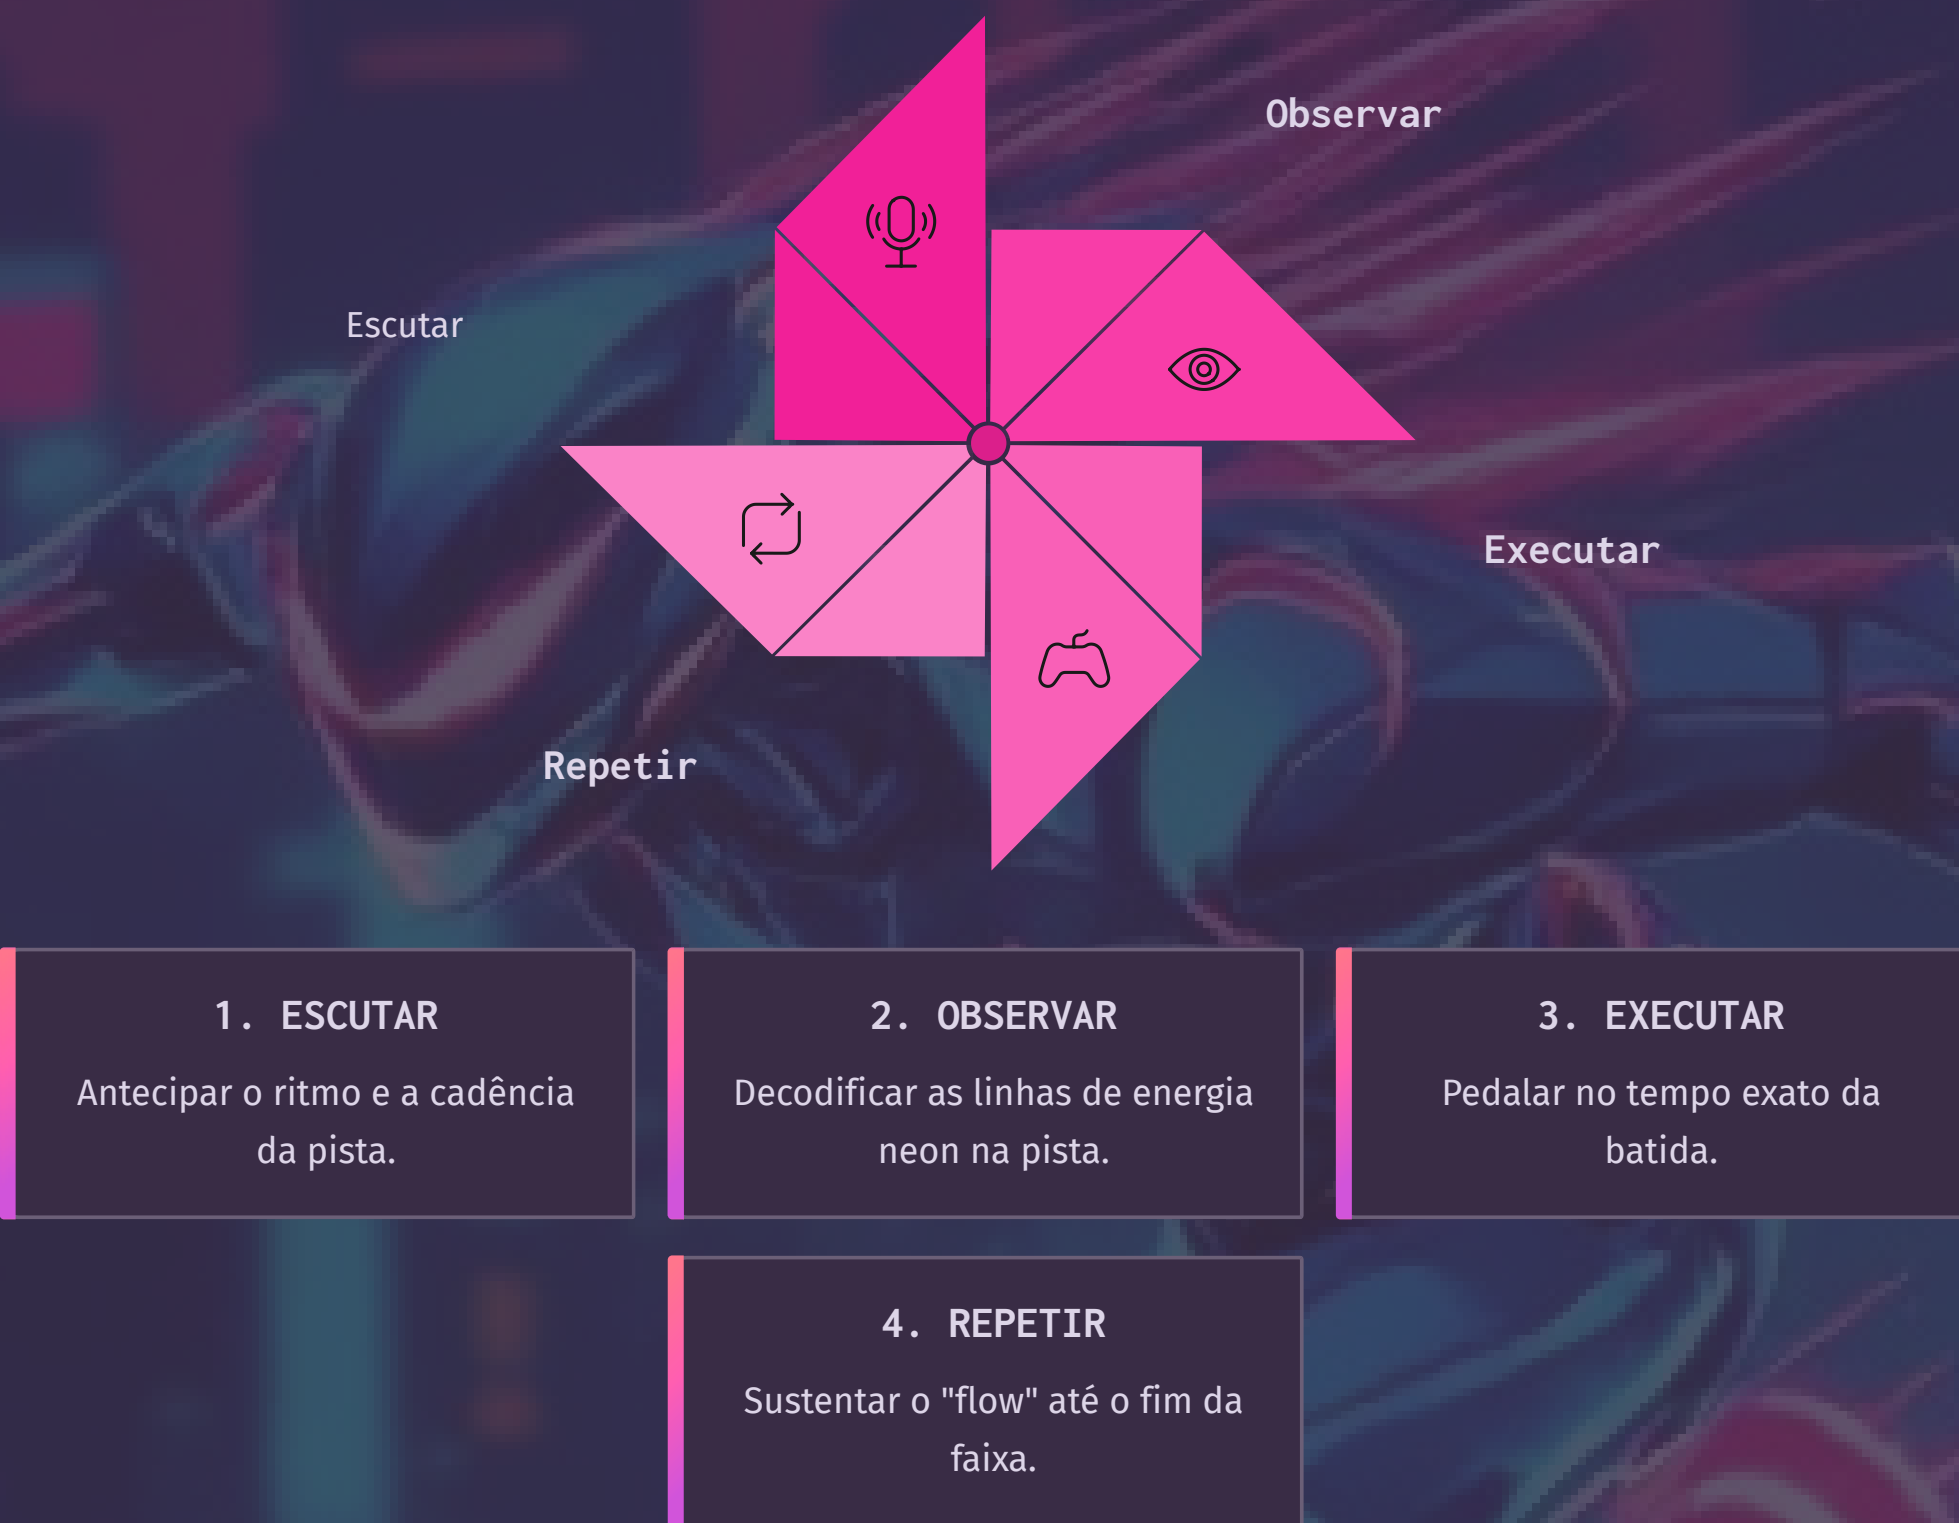 Observar
Escutar
Executar
Repetir
1. ESCUTAR
Antecipar o ritmo e a cadência
da pista.
2. OBSERVAR
Decodificar as linhas de energia
neon na pista.
3. EXECUTAR
Pedalar no tempo exato da
batida.
4. REPETIR
Sustentar o "flow" até o fim da
faixa.